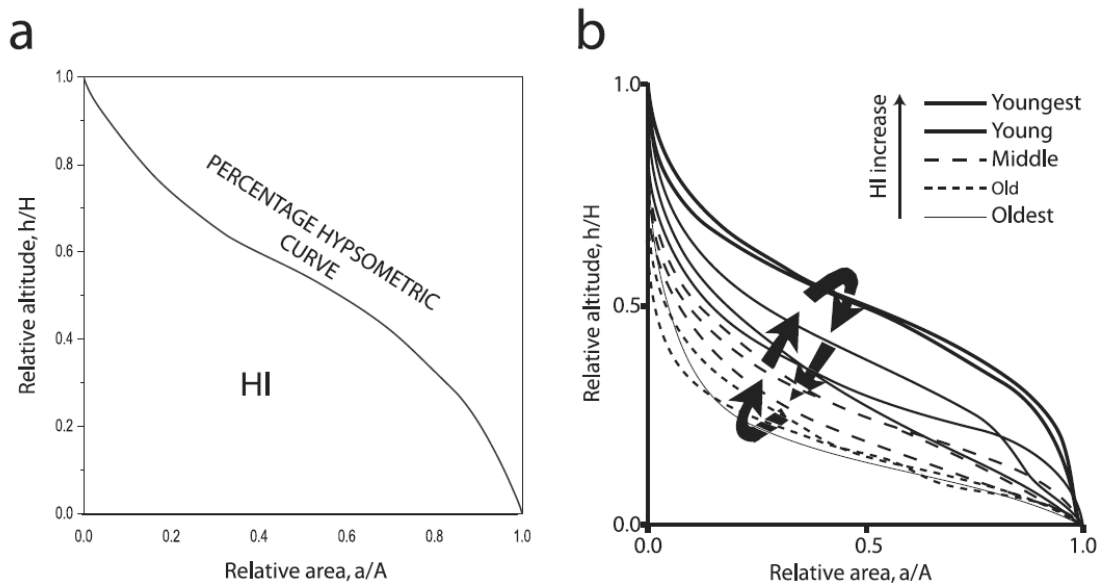 a
1.0
0.8
0.6
0.4
0.2
0.0
Relative altitude, h/H
PERCENTAGE HYPSOMETRIC
CURVE
HI
0.0 0.2 0.4 0.6 0.8 1.0
Relative area, a/A
b
1.0
0.5
0.0
Relative altitude, h/H
HI increase
Youngest
Young
Middle
Old
Oldest
0.0 0.5 1.0
Relative area, a/A